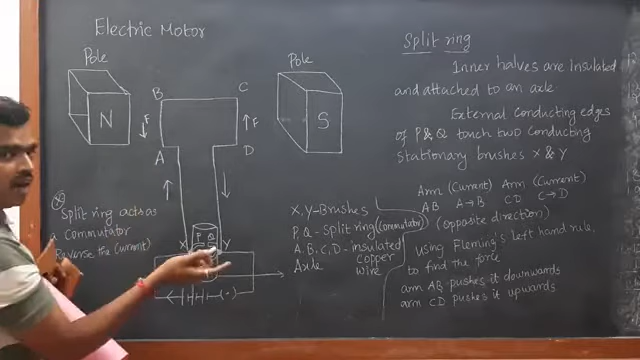 Electric Motor
Pole
N
B
C
F
F
A
D
Pole
S
Split ring
Inner halves are Insulated
and attached to an axle.
External conducting edges
of P & Q touch two conducting
stationary brushes X & Y
Arm (Current) Arm (Current)
AB A→B CD C→D
(opposite direction)
Using Fleming's left hand rule,
to find the force
arm AB pushes it downwards
arm CD pushes it upwards
Split ring acts as
a commutator
Reverse the current)
X
Y
P Q
(·)
X, Y-Brushes
P Q - Split ring (commutator)
A, B, C, D - insulated
copper
wire
Axle